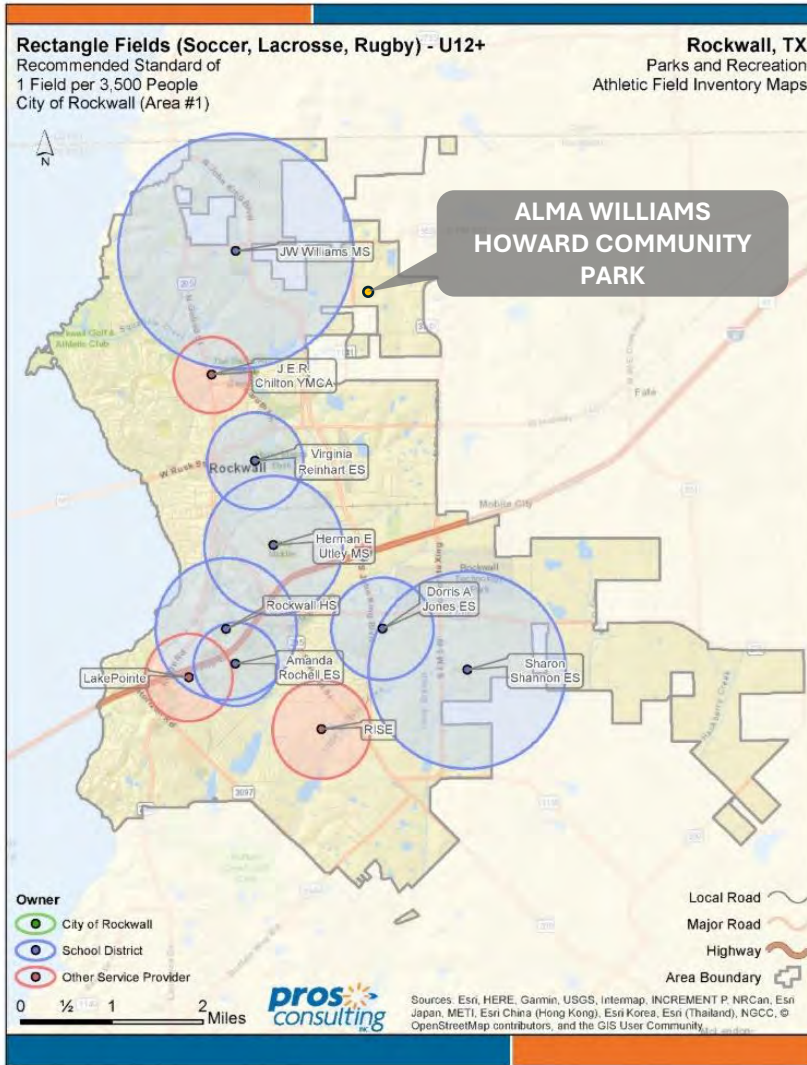 Rectangle Fields (Soccer, Lacrosse, Rugby) - U12+
Recommended Standard of
1 Field per 3,500 People
City of Rockwall (Area #1)
Rockwall, TX
Parks and Recreation
Athletic Field Inventory Maps
N
ALMA WILLIAMS
HOWARD COMMUNITY
PARK
JW Williams MS
J.E.R.
Chilton YMCA
Virginia
Reinhart ES
Rockwall
Fate
Mobile City
Herman E
Utley MS
Rockwall HS
Dorris A
Jones ES
Amanda
Rochell ES
Sharon
Shannon ES
LakePointe
RISE
3097
Owner
City of Rockwall
School District
Other Service Provider
Local Road
Major Road
Highway
Area Boundary
0 ½ 1 2
Miles
pros
consulting
INC.
Sources: Esri, HERE, Garmin, USGS, Intermap, INCREMENT P, NRCan, Esri
Japan, METI, Esri China (Hong Kong), Esri Korea, Esri (Thailand), NGCC, ©
OpenStreetMap contributors, and the GIS User Community